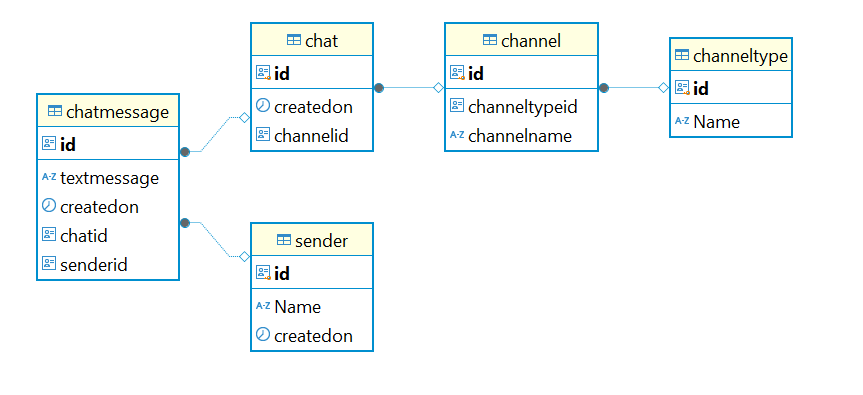 chatmessage
id
A-Z textmessage
createdon
chatid
senderid
chat
id
createdon
channelid
sender
id
A-Z Name
createdon
channel
id
channeltypeid
A-Z channelname
channeltype
id
A-Z Name